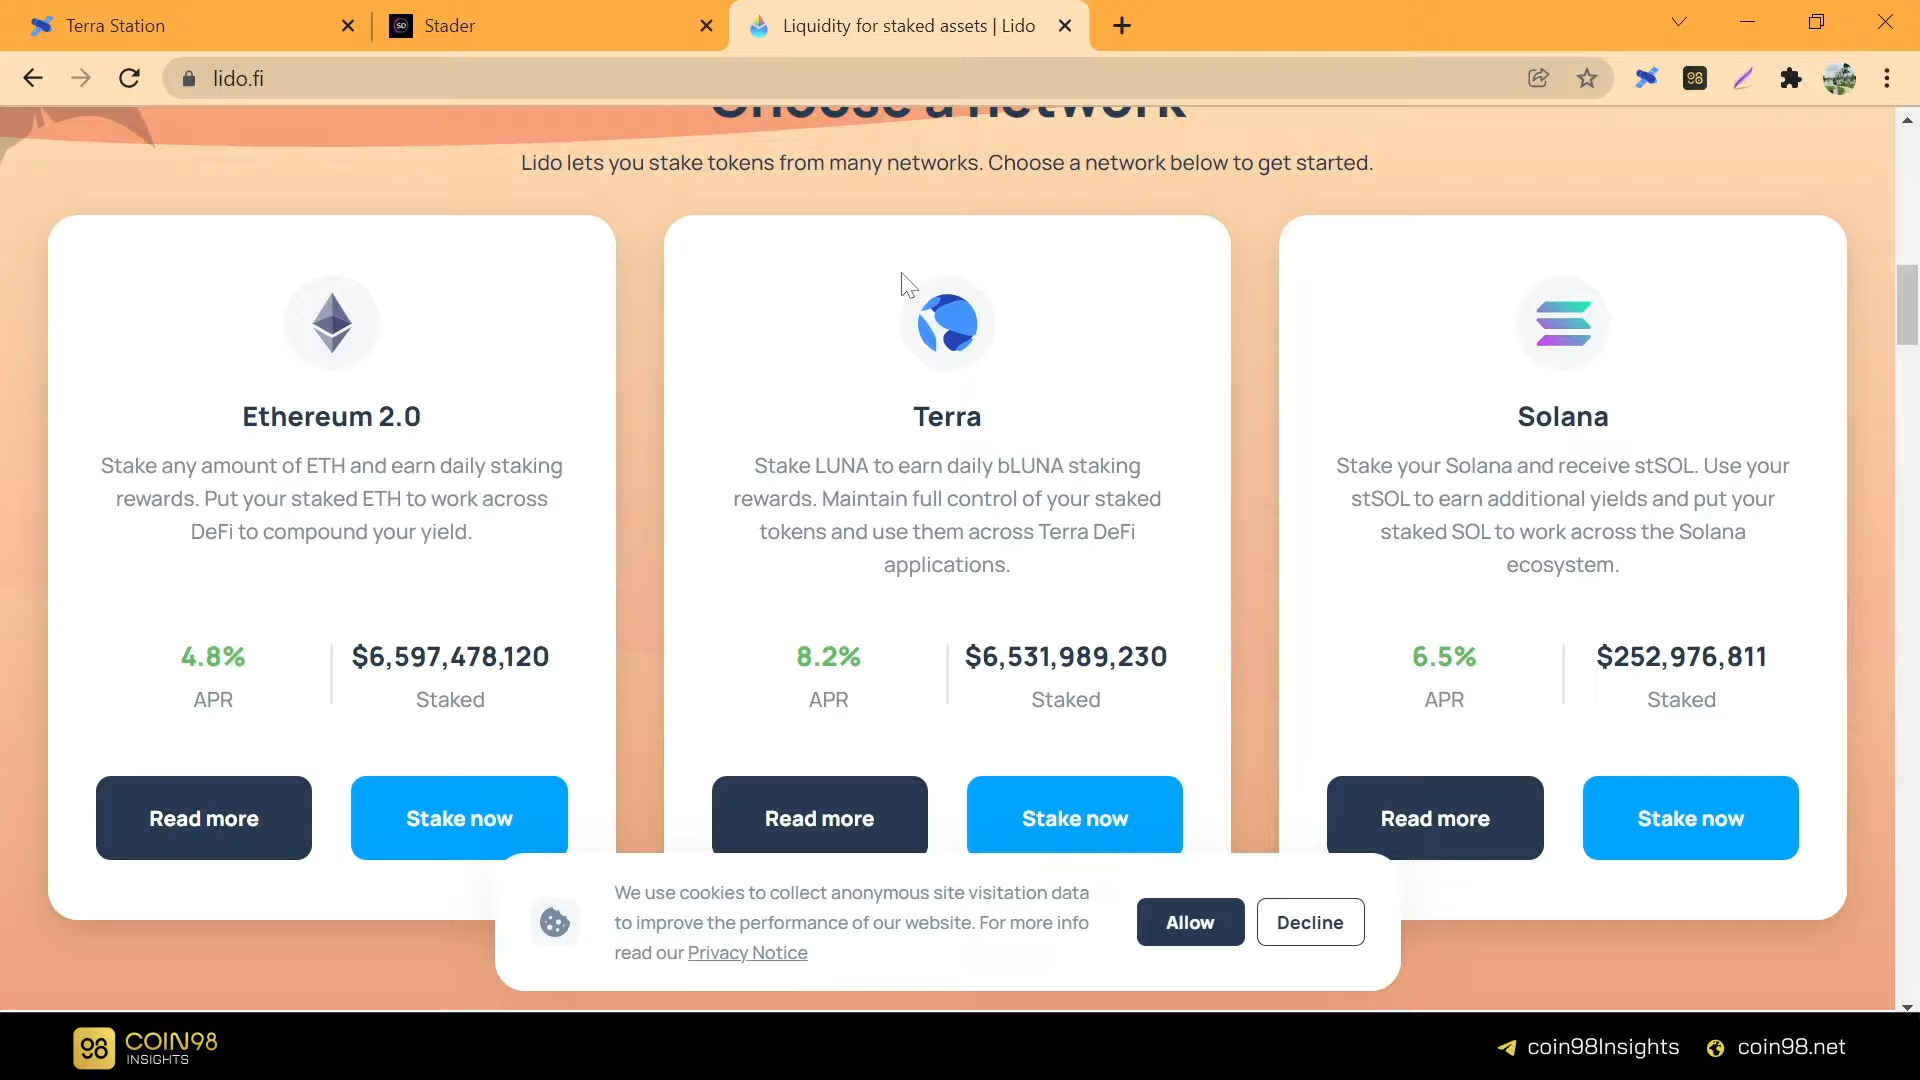 Terra Station
Stader
Liquidity for staked assets | Lido
lido.fi
98
Choose a network
Lido lets you stake tokens from many networks. Choose a network below to get started.
Ethereum 2.0
Stake any amount of ETH and earn daily staking
rewards. Put your staked ETH to work across
DeFi to compound your yield.
4.8%
APR
$6,597,478,120
Staked
Read more
Stake now
Terra
Stake LUNA to earn daily bLUNA staking
rewards. Maintain full control of your staked
tokens and use them across Terra DeFi
applications.
8.2%
APR
$6,531,989,230
Staked
Read more
Stake now
Solana
Stake your Solana and receive stSOL. Use your
stSOL to earn additional yields and put your
staked SOL to work across the Solana
ecosystem.
6.5%
APR
$252,976,811
Staked
Read more
Stake now
We use cookies to collect anonymous site visitation data
to improve the performance of our website. For more info
read our Privacy Notice
Allow
Decline
98
COIN98
INSIGHTS
coin98Insights
coin98.net